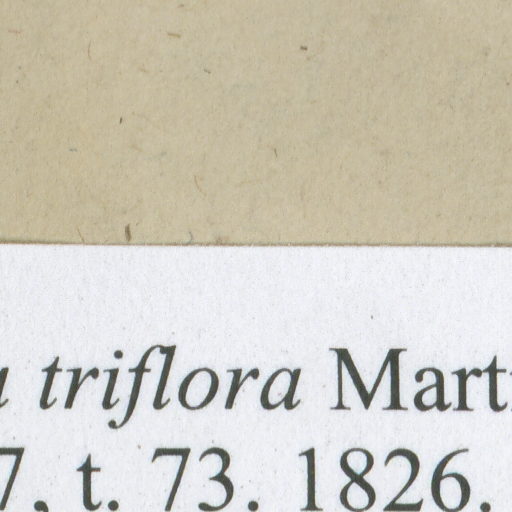 triflora Mart
7, t. 73. 1826.